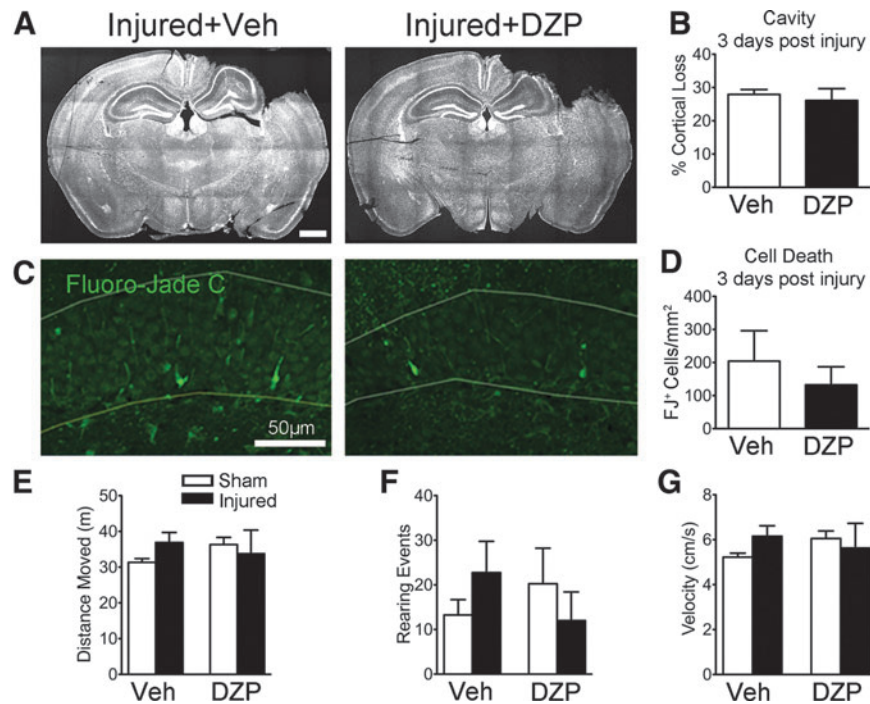 A
Injured+Veh
Injured+DZP
B
Cavity
3 days post injury
% Cortical Loss
40
30
20
10
0
Veh
DZP
C
Fluoro-Jade C
50µm
D
Cell Death
3 days post injury
FJ⁺ Cells/mm²
400
300
200
100
0
Veh
DZP
E
Sham
Injured
Distance Moved (m)
50
40
30
20
10
0
Veh
DZP
F
Rearing Events
40
30
20
10
0
Veh
DZP
G
Velocity (cm/s)
8
6
4
2
0
Veh
DZP